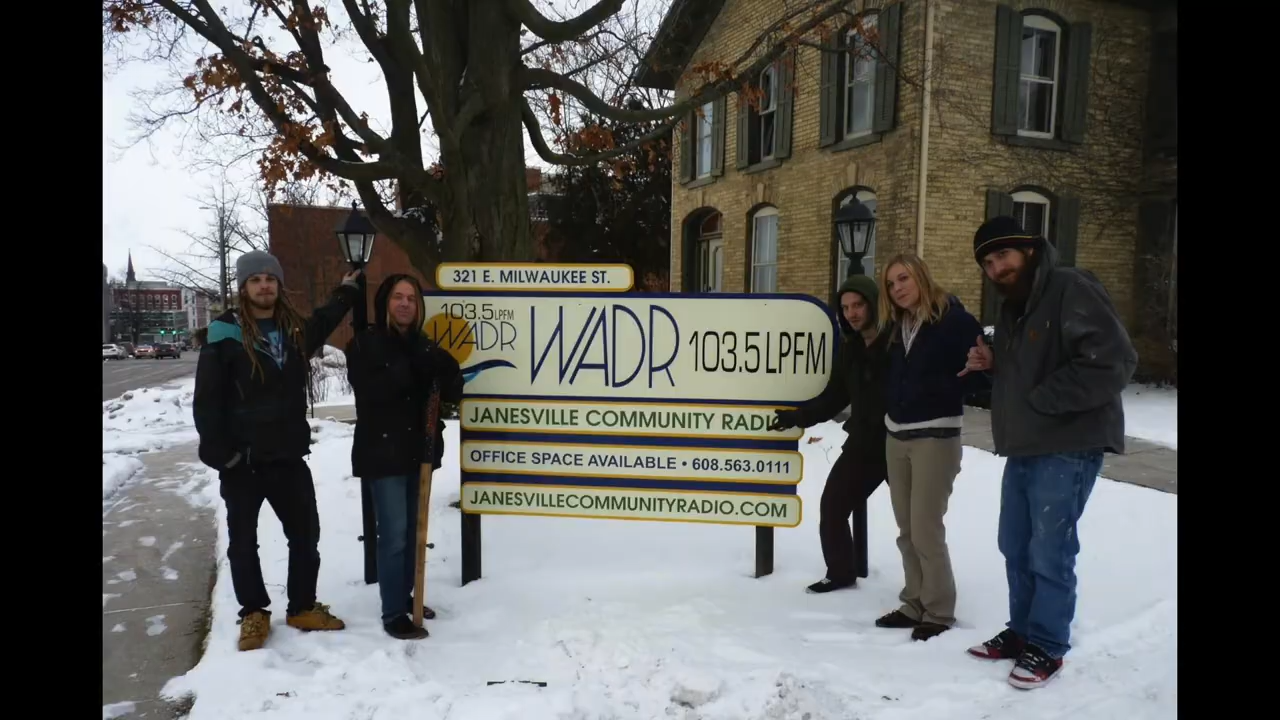 321 E. MILWAUKEE ST.
103.5 LPFM
WADR
WADR 103.5 LPFM
JANESVILLE COMMUNITY RADIO
OFFICE SPACE AVAILABLE • 608.563.0111
JANESVILLECOMMUNITYRADIO.COM